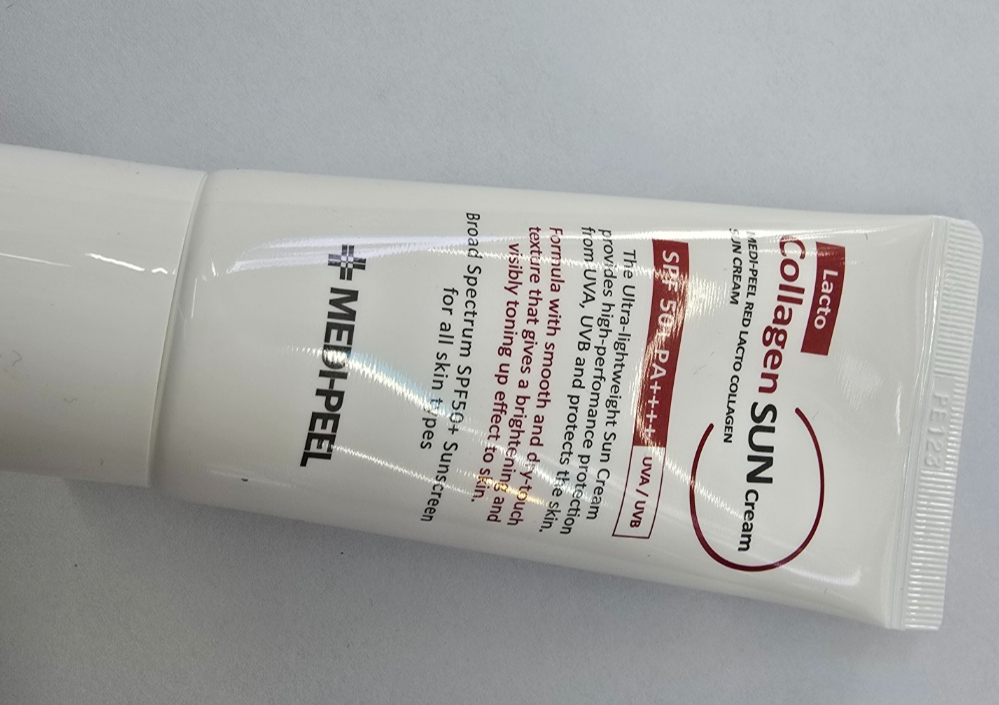 Lacto
Collagen SUN Cream
MEDI-PEEL RED LACTO COLLAGEN
SUN CREAM
SPF 50+ PA++++ UVA / UVB
The Ultra-lightweight Sun Cream
provides high-perfomance protection
from UVA, UVB and protects the skin.
Formula with smooth and dry-touch
texture that gives a brightening and
visibly toning up effect to skin.
Broad Spectrum SPF50+ Sunscreen
for all skin types
MEDI-PEEL